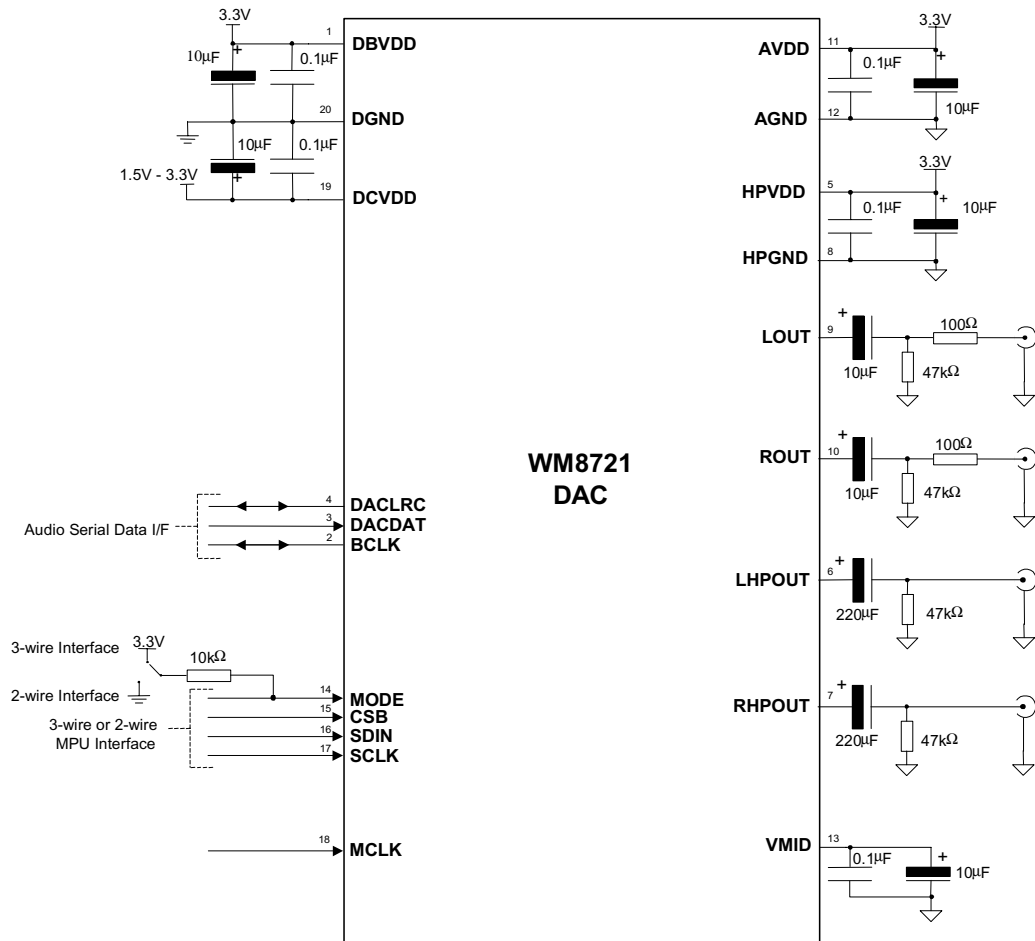 3.3V
1
DBVDD
10µF
+
0.1µF
20
DGND
10µF
0.1µF
1.5V - 3.3V
+
19
DCVDD
3.3V
11
AVDD
+
0.1µF
10µF
12
AGND
3.3V
5
HPVDD
+
0.1µF
10µF
HPGND
8
+
LOUT
9
100Ω
10µF
47kΩ
+
ROUT
10
100Ω
10µF
47kΩ
WM8721
DAC
4
DACLRC
Audio Serial Data I/F
3
DACDAT
2
BCLK
+
LHPOUT
6
220µF
47kΩ
3-wire Interface
3.3V
10kΩ
2-wire Interface
14
MODE
15
CSB
3-wire or 2-wire
MPU Interface
16
SDIN
17
SCLK
+
RHPOUT
7
220µF
47kΩ
18
MCLK
VMID
13
+
0.1µF
10µF